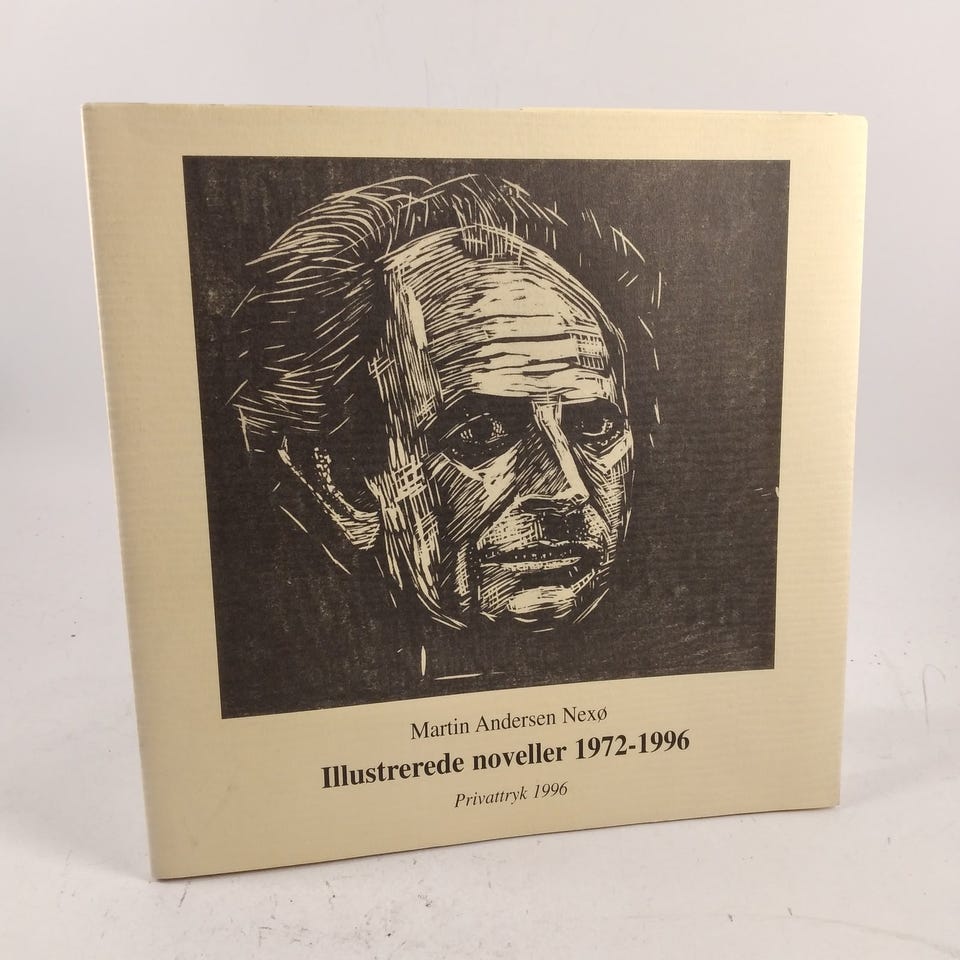 Martin Andersen Nexø
Illustrerede noveller 1972-1996
Privattryk 1996